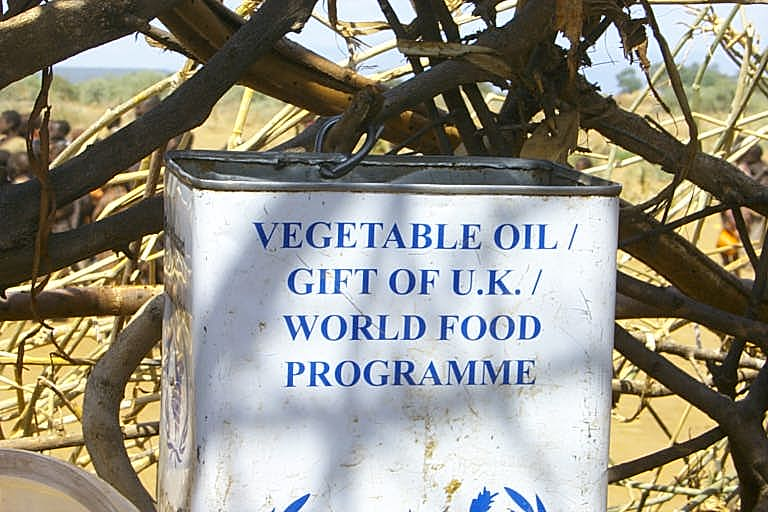 VEGETABLE OIL /
GIFT OF U.K. /
WORLD FOOD
PROGRAMME